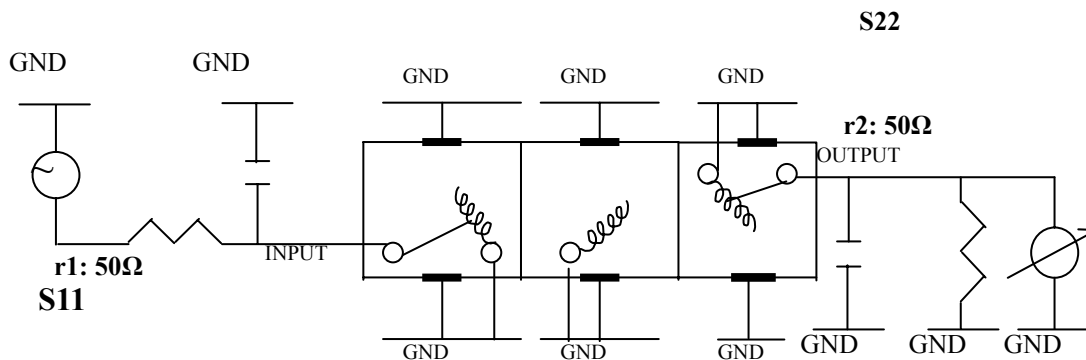 S22
GND
GND
GND
GND
GND
r2: 50Ω
OUTPUT
INPUT
r1: 50Ω
S11
GND
GND
GND
GND
GND
GND